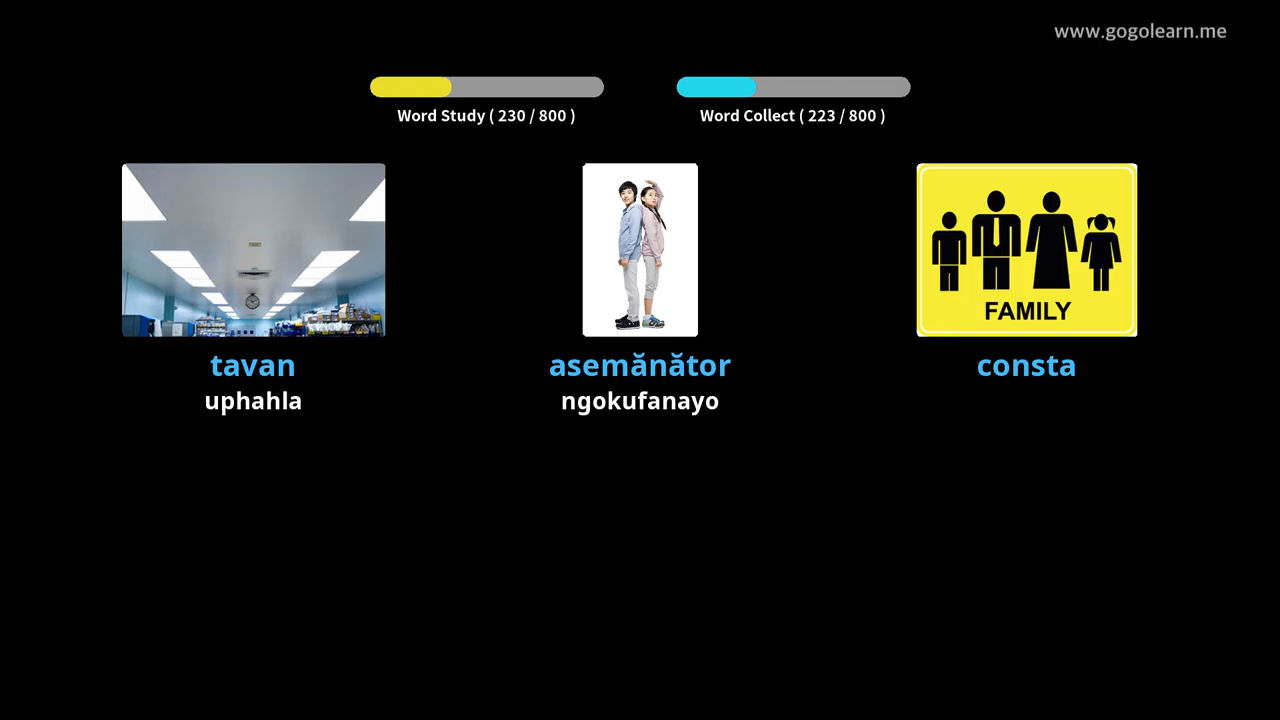 www.gogolearn.me
Word Study ( 230 / 800 )
Word Collect ( 223 / 800 )
FAMILY
tavan
asemănător
consta
uphahla
ngokufanayo